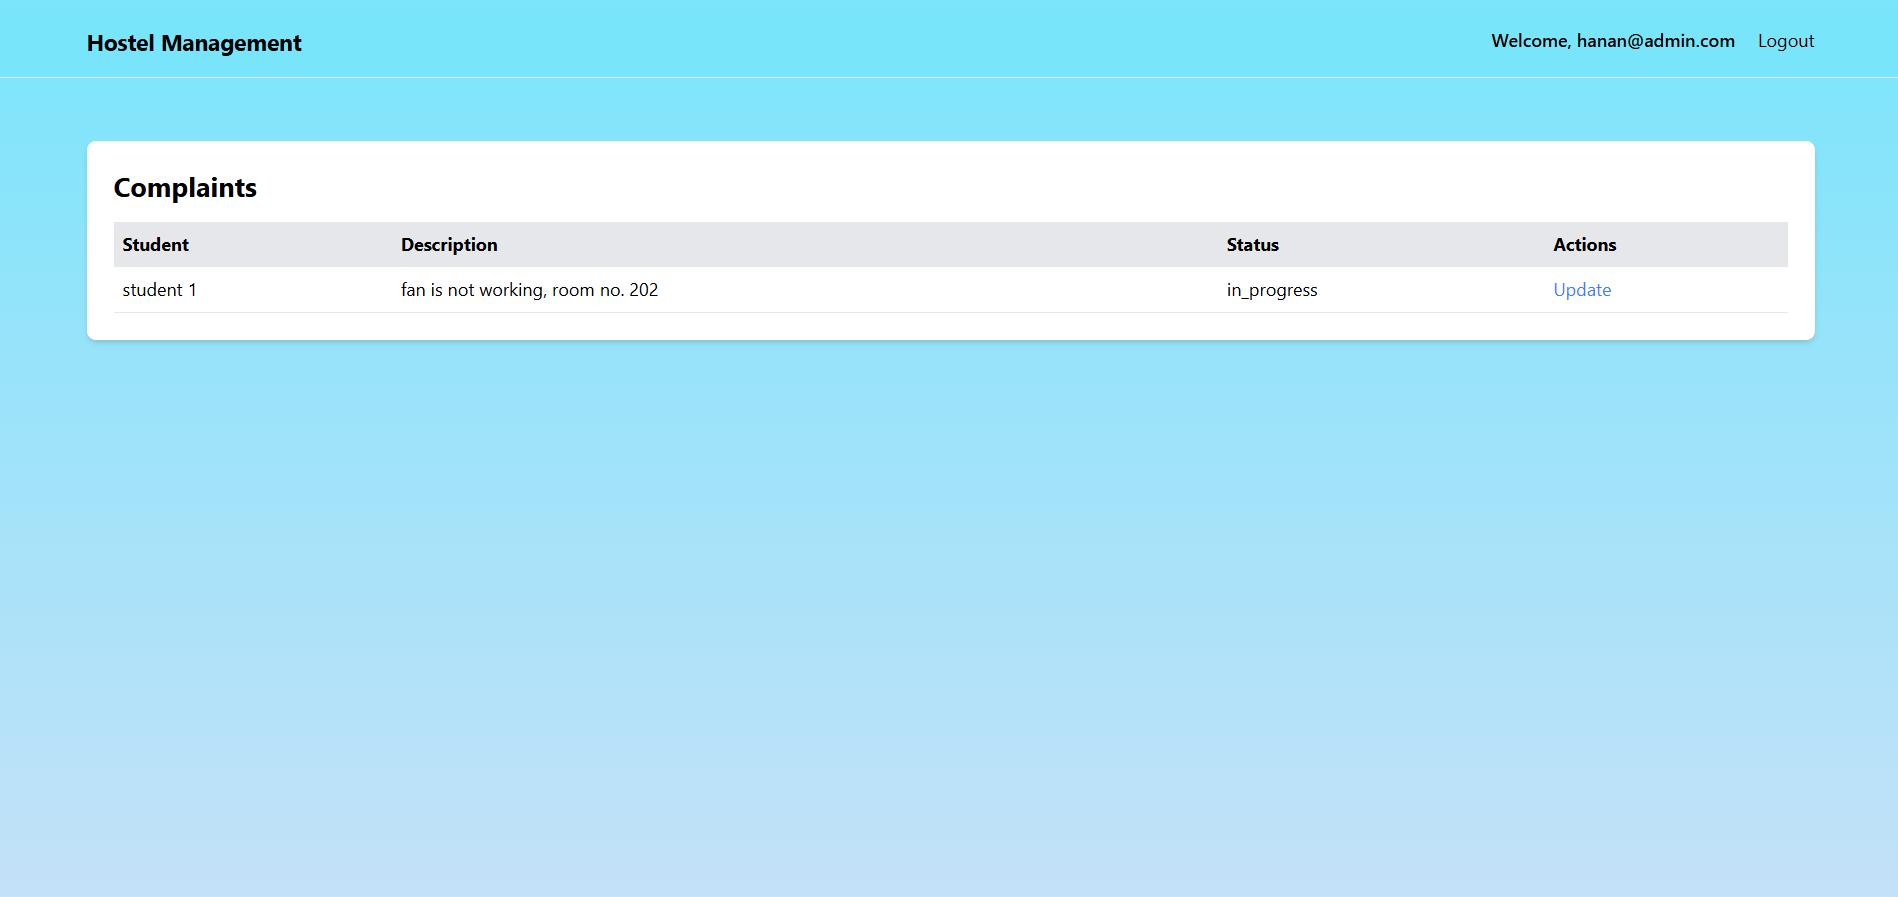 Hostel Management
Welcome, hanan@admin.com Logout
Complaints
Student Description Status Actions
student 1 fan is not working, room no. 202 in_progress Update